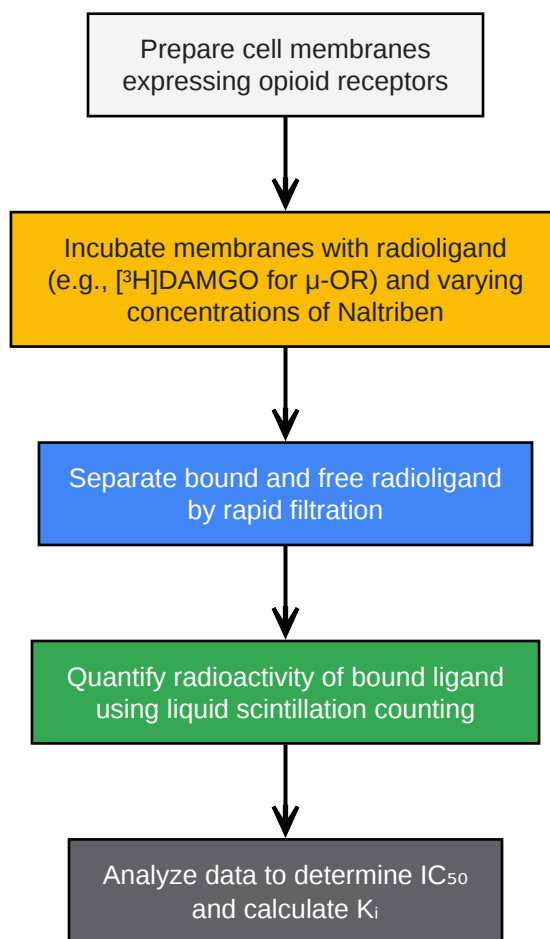 Prepare cell membranes
expressing opioid receptors
Incubate membranes with radioligand
(e.g., [³H]DAMGO for μ-OR) and varying
concentrations of Naltriben
Separate bound and free radioligand
by rapid filtration
Quantify radioactivity of bound ligand
using liquid scintillation counting
Analyze data to determine IC₅₀
and calculate Kᵢ